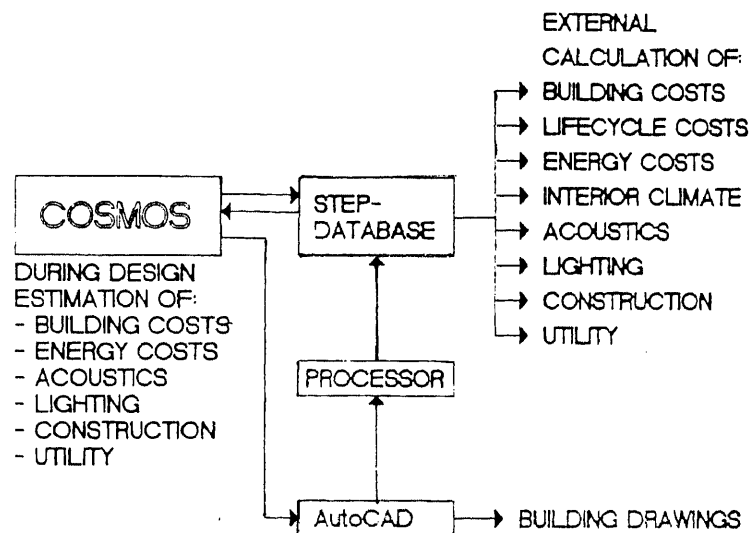 EXTERNAL
CALCULATION OF:
BUILDING COSTS
LIFECYCLE COSTS
ENERGY COSTS
INTERIOR CLIMATE
ACOUSTICS
LIGHTING
CONSTRUCTION
UTILITY
COSMOS
STEP-
DATABASE
DURING DESIGN
ESTIMATION OF:
- BUILDING COSTS
- ENERGY COSTS
- ACOUSTICS
- LIGHTING
- CONSTRUCTION
- UTILITY
PROCESSOR
AutoCAD
BUILDING DRAWINGS